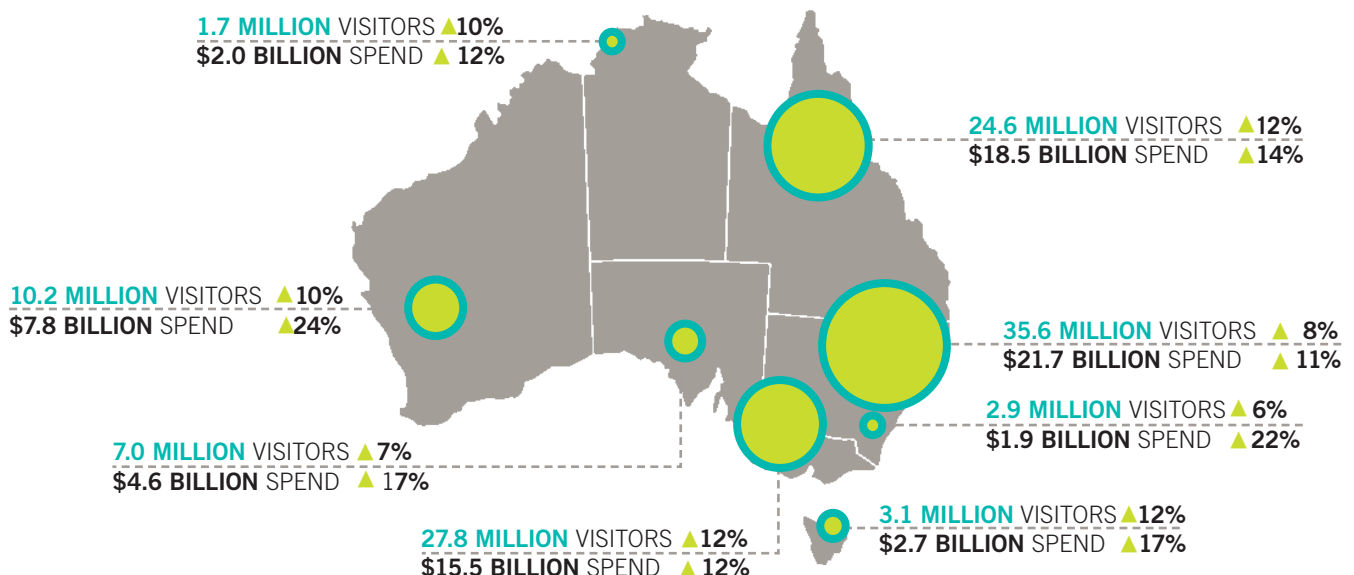 1.7 MILLION VISITORS ▲10%
$2.0 BILLION SPEND ▲ 12%
24.6 MILLION VISITORS ▲12%
$18.5 BILLION SPEND ▲14%
10.2 MILLION VISITORS ▲10%
$7.8 BILLION SPEND ▲24%
35.6 MILLION VISITORS ▲ 8%
$21.7 BILLION SPEND ▲ 11%
2.9 MILLION VISITORS ▲ 6%
$1.9 BILLION SPEND ▲ 22%
7.0 MILLION VISITORS ▲7%
$4.6 BILLION SPEND ▲ 17%
3.1 MILLION VISITORS ▲12%
$2.7 BILLION SPEND ▲17%
27.8 MILLION VISITORS ▲12%
$15.5 BILLION SPEND ▲ 12%